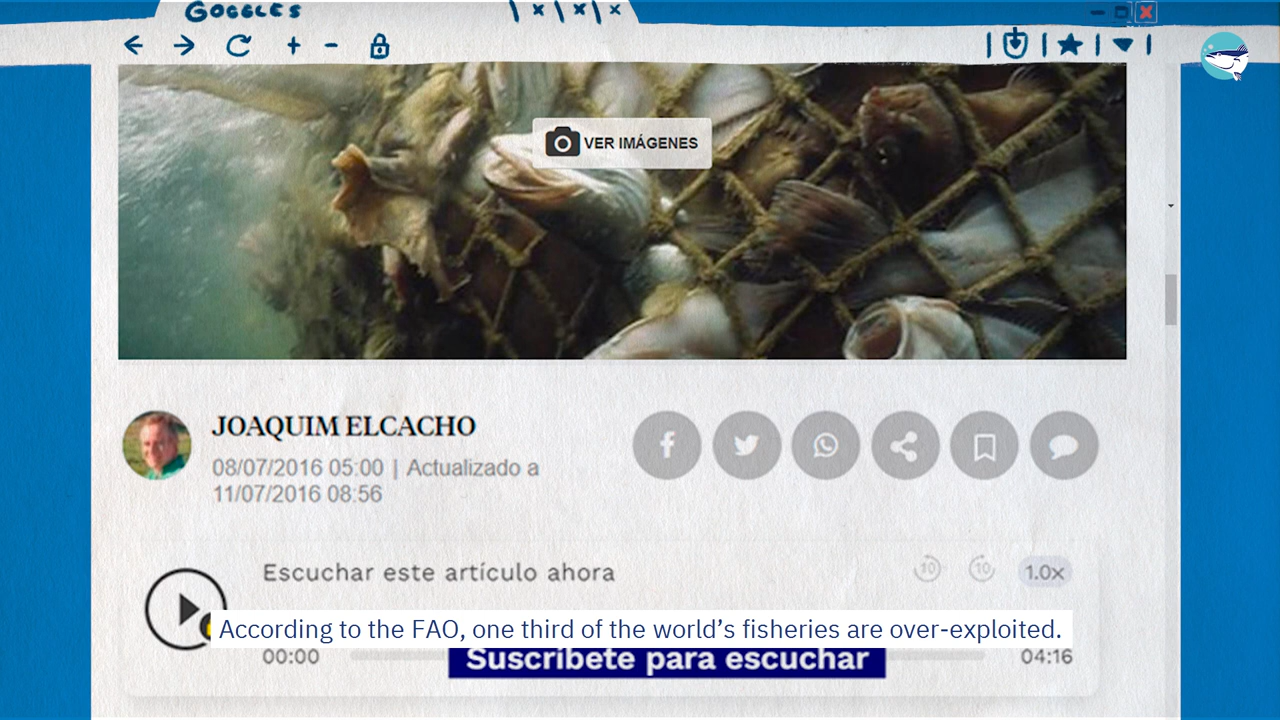 GOGGLES
VER IMÁGENES
JOAQUIM ELCACHO
08/07/2016 05:00 | Actualizado a
11/07/2016 08:56
Escuchar este artículo ahora
10 10 1.0x
According to the FAO, one third of the world’s fisheries are over-exploited.
00:00 Suscríbete para escuchar 04:16